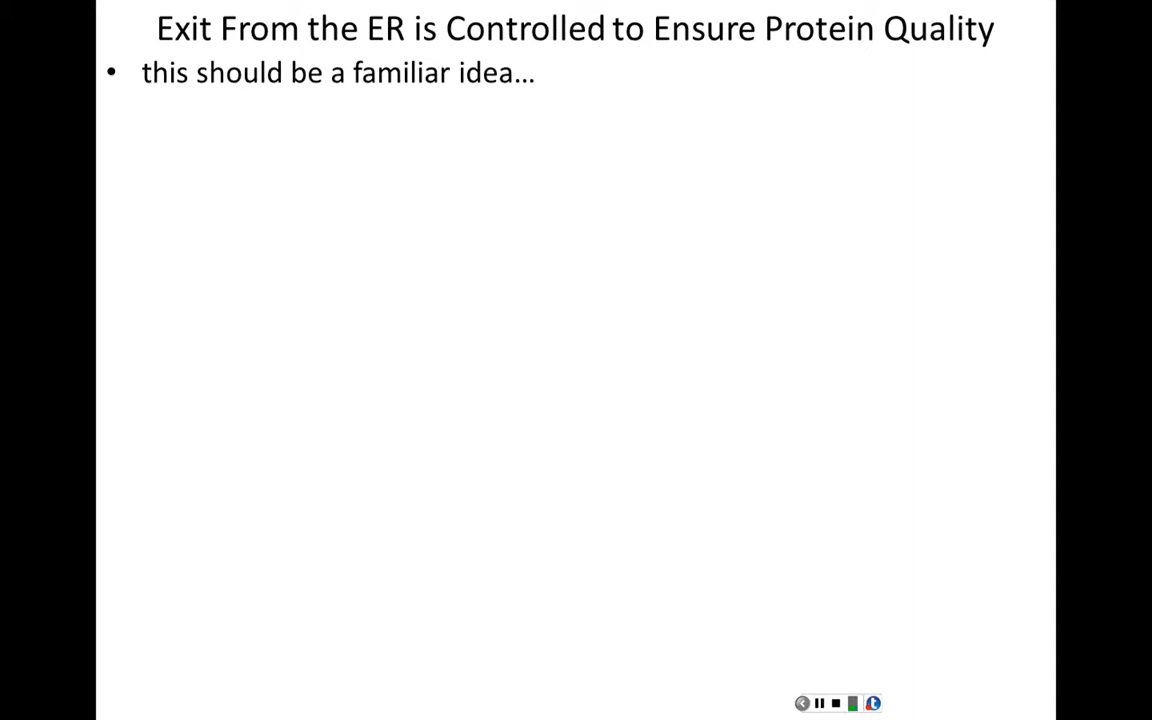 Exit From the ER is Controlled to Ensure Protein Quality
• this should be a familiar idea...